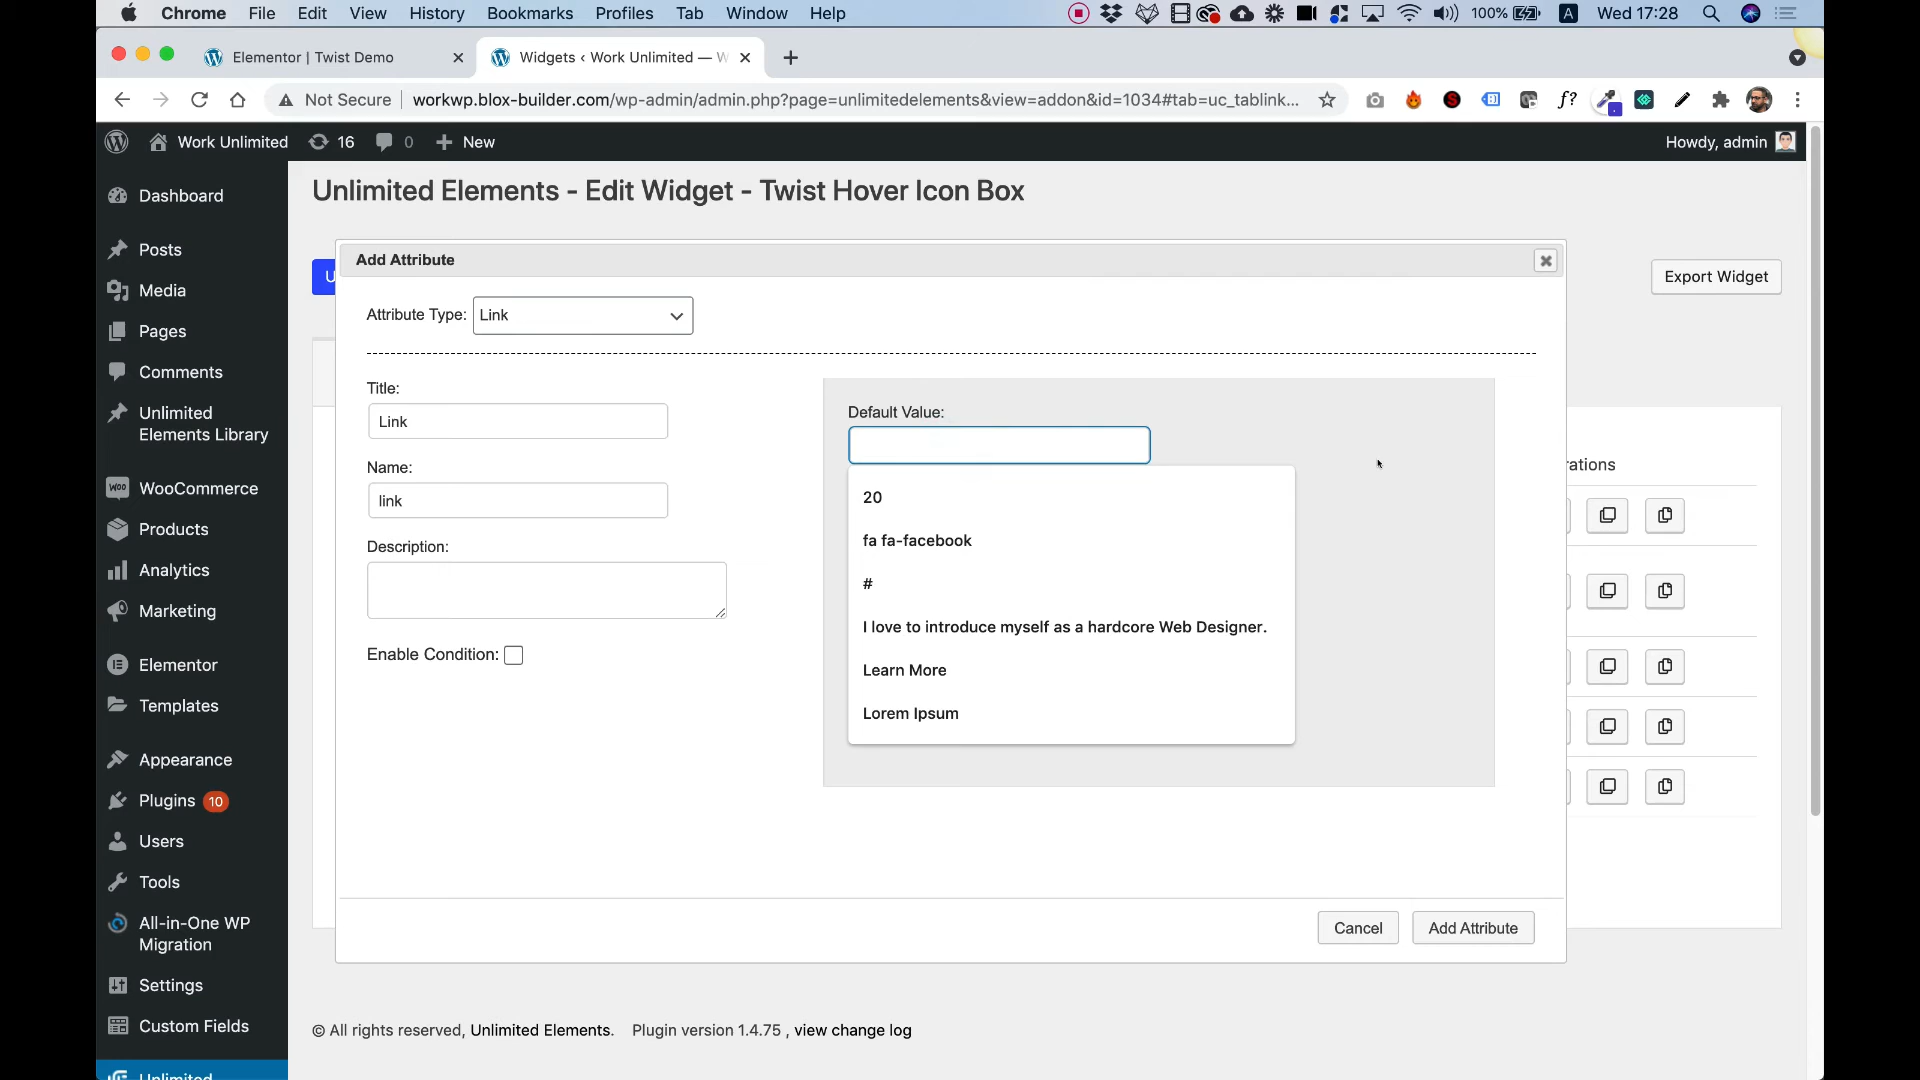 Chrome File Edit View History Bookmarks Profiles Tab Window Help 100% A Wed 17:28
Elementor | Twist Demo
Widgets ‹ Work Unlimited —
Not Secure workwp.blox-builder.com/wp-admin/admin.php?page=unlimitedelements&view=addon&id=1034#tab=uc_tablink... f?
Work Unlimited 16 0 New Howdy, admin
Dashboard
Posts
Media
Pages
Comments
Unlimited
Elements Library
WooCommerce
Products
Analytics
Marketing
Elementor
Templates
Appearance
Plugins 10
Users
Tools
All-in-One WP
Migration
Settings
Custom Fields
Unlimited
Unlimited Elements - Edit Widget - Twist Hover Icon Box
U
Export Widget
Add Attribute
Attribute Type: Link
Title:
Link
Name:
link
Description:
Enable Condition:
Default Value:
20
fa fa-facebook
#
I love to introduce myself as a hardcore Web Designer.
Learn More
Lorem Ipsum
rations
Cancel Add Attribute
© All rights reserved, Unlimited Elements. Plugin version 1.4.75 , view change log